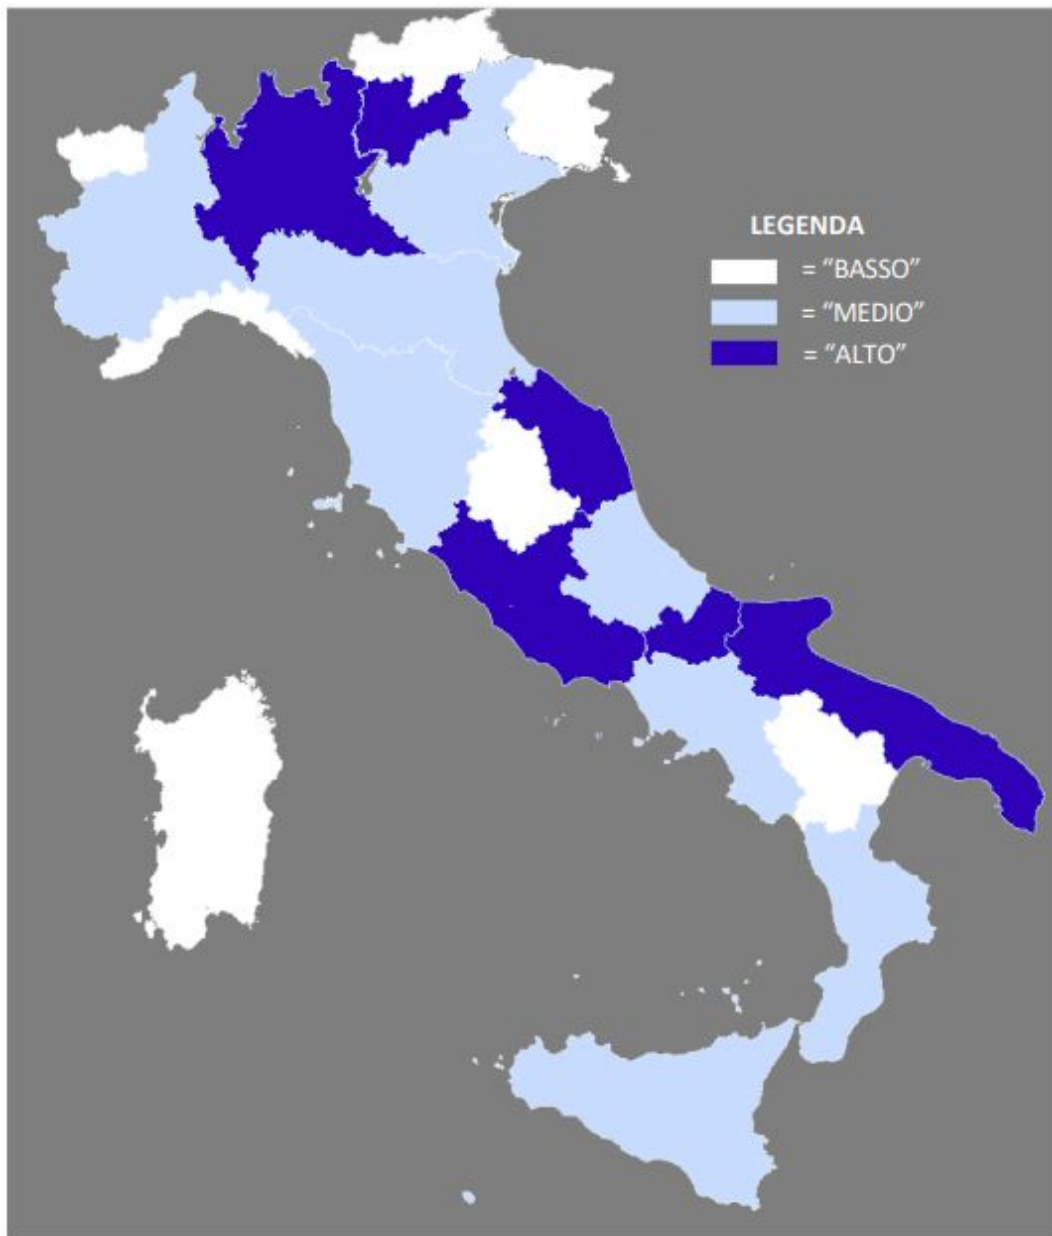 LEGENDA
= “BASSO”
= “MEDIO”
= “ALTO”